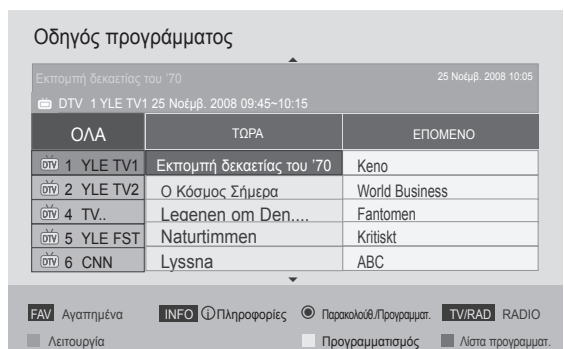 Οδηγός προγράμματος
Εκπομπή δεκαετίας του '70 25 Νοέμβ. 2008 10:05
DTV 1 YLE TV1 25 Νοέμβ. 2008 09:45~10:15
ΟΛΑ ΤΩΡΑ ΕΠΟΜΕΝΟ
DTV 1 YLE TV1 Εκπομπή δεκαετίας του '70 Keno
DTV 2 YLE TV2 Ο Κόσμος Σήμερα World Business
DTV 4 TV.. Legenen om Den.... Fantomen
DTV 5 YLE FST Naturtimmen Kritiskt
DTV 6 CNN Lyssna ABC
FAV Αγαπημένα INFO i Πληροφορίες Παρακολούθ./Προγραμματ. TV/RAD RADIO
Λειτουργία Προγραμματισμός Λίστα προγραμματ.